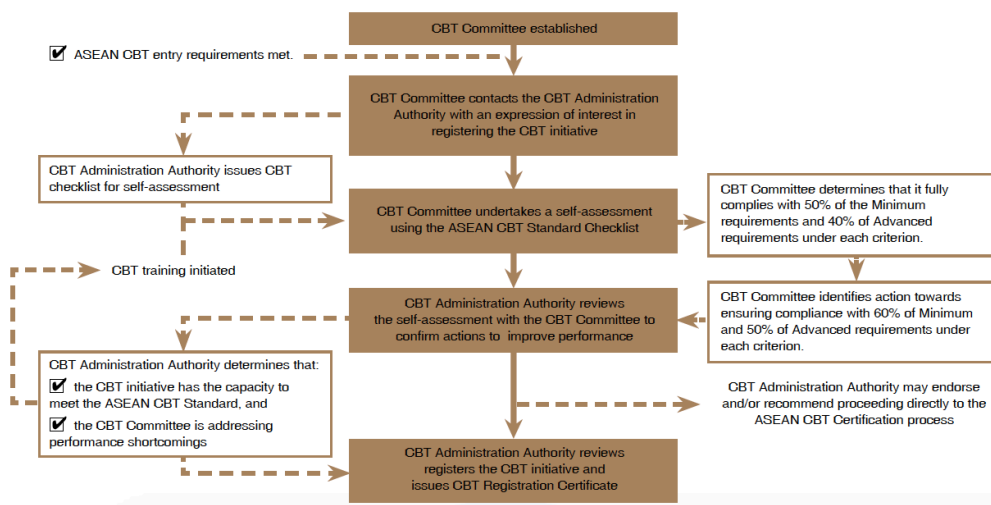 CBT Committee established
ASEAN CBT entry requirements met.
CBT Committee contacts the CBT Administration
Authority with an expression of interest in
registering the CBT initiative
CBT Administration Authority issues CBT
checklist for self-assessment
CBT Committee undertakes a self-assessment
using the ASEAN CBT Standard Checklist
CBT Committee determines that it fully
complies with 50% of the Minimum
requirements and 40% of Advanced
requirements under each criterion.
CBT training initiated
CBT Administration Authority reviews
the self-assessment with the CBT Committee to
confirm actions to improve performance
CBT Committee identifies action towards
ensuring compliance with 60% of Minimum
and 50% of Advanced requirements under
each criterion.
CBT Administration Authority determines that:
the CBT initiative has the capacity to
meet the ASEAN CBT Standard, and
the CBT Committee is addressing
performance shortcomings
CBT Administration Authority may endorse
and/or recommend proceeding directly to the
ASEAN CBT Certification process
CBT Administration Authority reviews
registers the CBT initiative and
issues CBT Registration Certificate